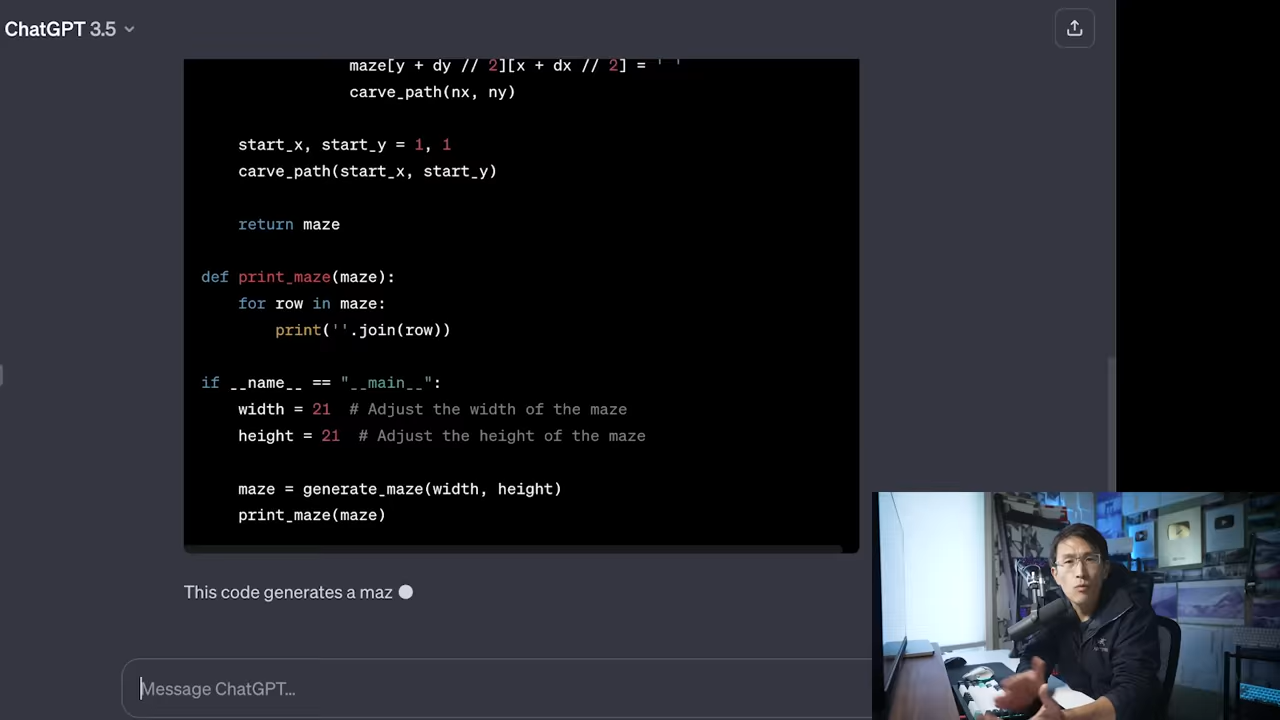 ChatGPT 3.5
maze[y + dy // 2][x + dx // 2] = ' '
carve_path(nx, ny)
start_x, start_y = 1, 1
carve_path(start_x, start_y)
return maze
def print_maze(maze):
for row in maze:
print(''.join(row))
if __name__ == "__main__":
width = 21  # Adjust the width of the maze
height = 21  # Adjust the height of the maze
maze = generate_maze(width, height)
print_maze(maze)
This code generates a maz
Message ChatGPT...